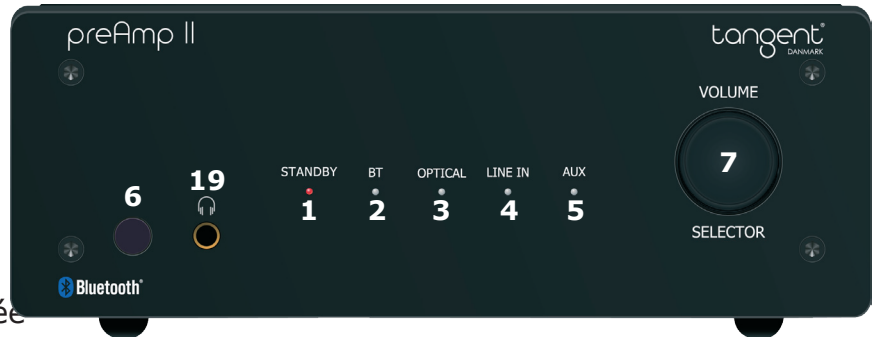 preAmp II
tangent®
DANMARK
VOLUME
7
SELECTOR
STANDBY BT OPTICAL LINE IN AUX
1 2 3 4 5
6
19
Bluetooth®
ée